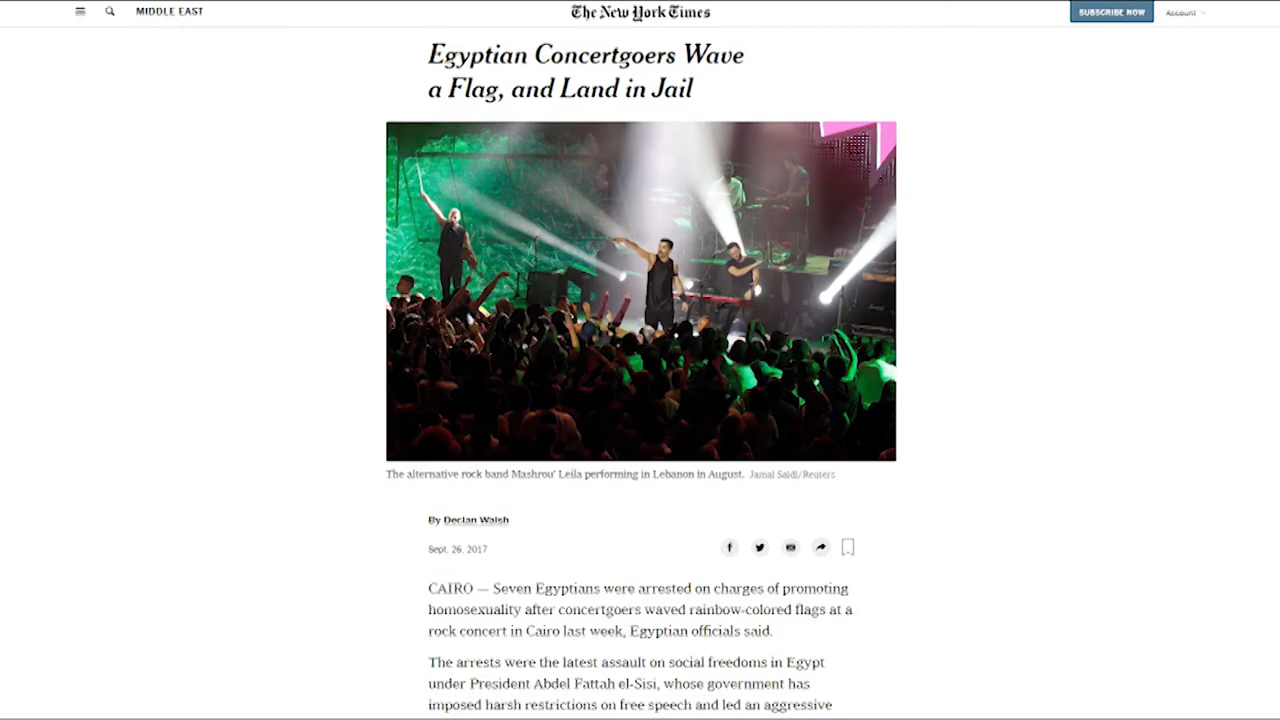 MIDDLE EAST
The New York Times
SUBSCRIBE NOW
Account
Egyptian Concertgoers Wave
a Flag, and Land in Jail
The alternative rock band Mashrou' Leila performing in Lebanon in August. Jamal Saidi/Reuters
By Declan Walsh
Sept. 26, 2017
CAIRO — Seven Egyptians were arrested on charges of promoting
homosexuality after concertgoers waved rainbow-colored flags at a
rock concert in Cairo last week, Egyptian officials said.
The arrests were the latest assault on social freedoms in Egypt
under President Abdel Fattah el-Sisi, whose government has
imposed harsh restrictions on free speech and led an aggressive